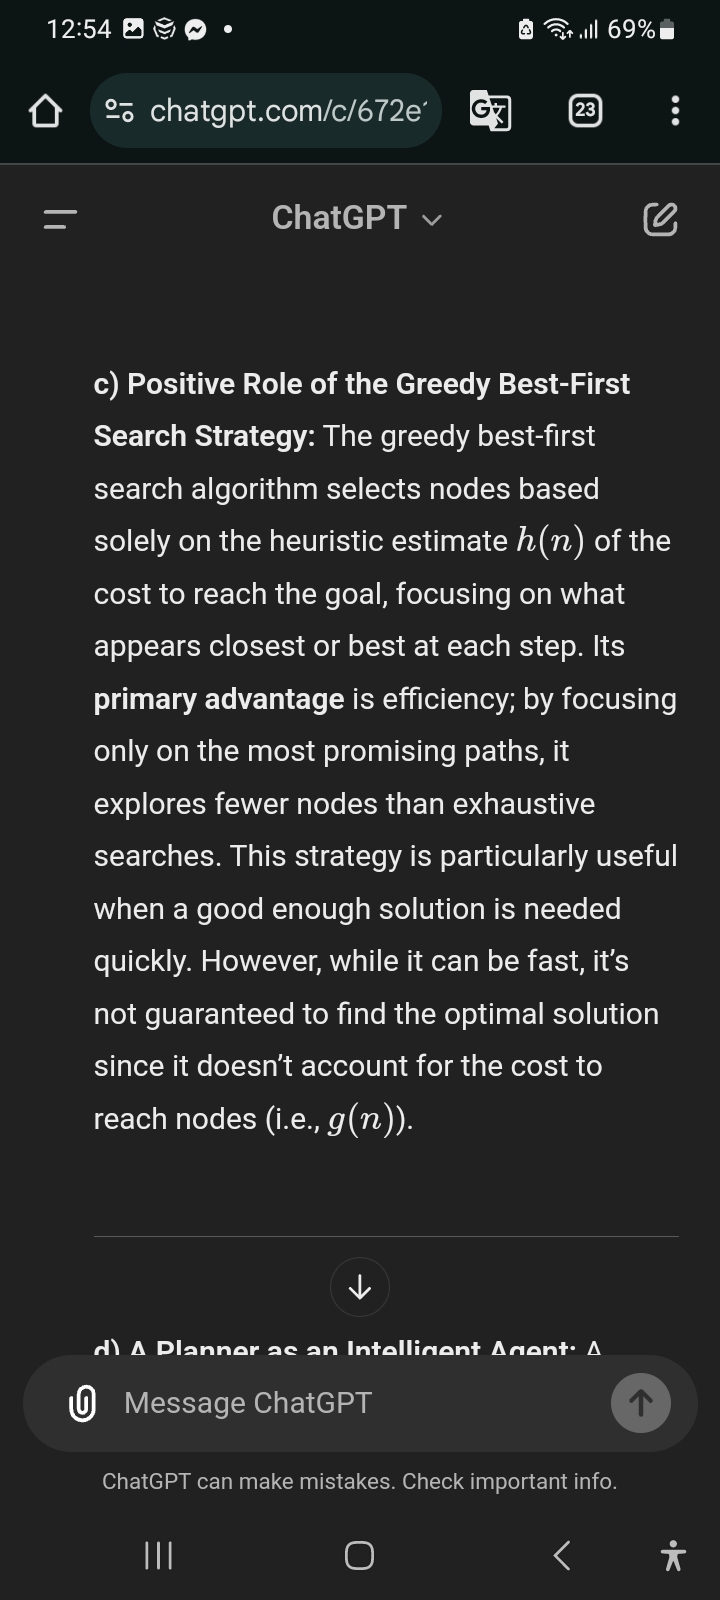 12:54 69%
chatgpt.com/c/672e 23
ChatGPT
c) Positive Role of the Greedy Best-First
Search Strategy: The greedy best-first
search algorithm selects nodes based
solely on the heuristic estimate h(n) of the
cost to reach the goal, focusing on what
appears closest or best at each step. Its
primary advantage is efficiency; by focusing
only on the most promising paths, it
explores fewer nodes than exhaustive
searches. This strategy is particularly useful
when a good enough solution is needed
quickly. However, while it can be fast, it’s
not guaranteed to find the optimal solution
since it doesn’t account for the cost to
reach nodes (i.e., g(n)).
d) A Planner as an Intelligent Agent: A
Message ChatGPT
ChatGPT can make mistakes. Check important info.